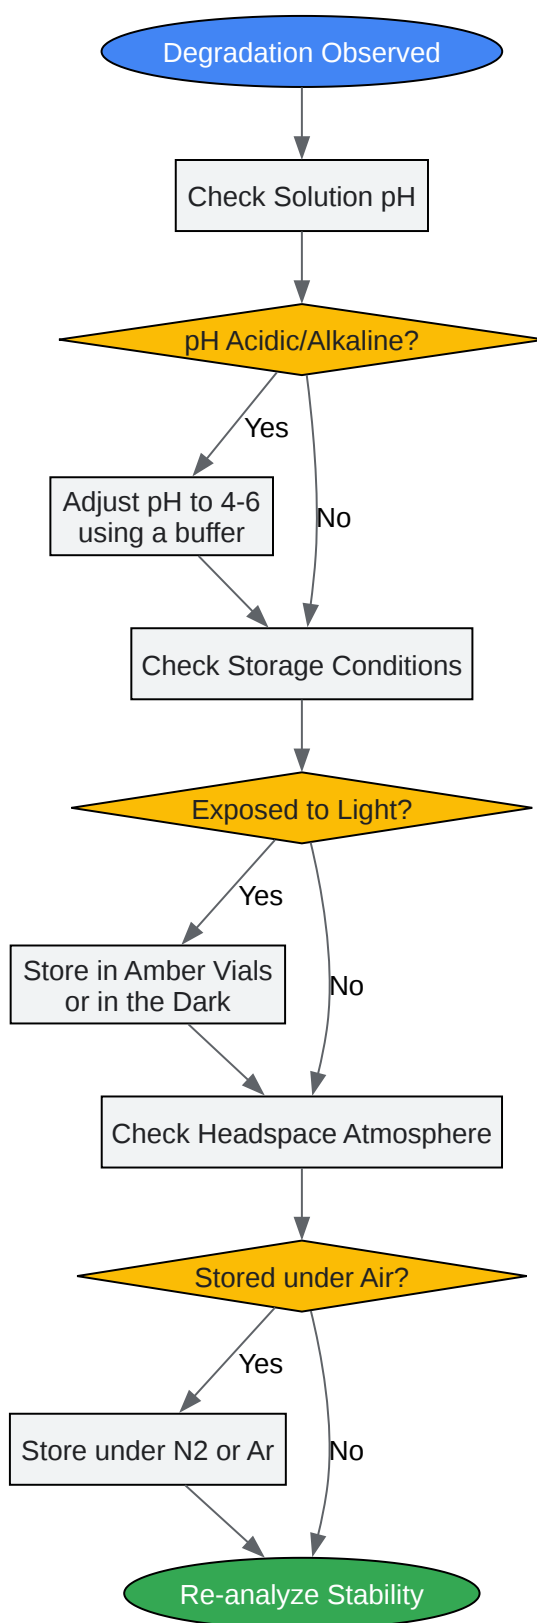 Degradation Observed
Check Solution pH
pH Acidic/Alkaline?
Yes
Adjust pH to 4-6
using a buffer
No
Check Storage Conditions
Exposed to Light?
Yes
Store in Amber Vials
or in the Dark
No
Check Headspace Atmosphere
Stored under Air?
Yes
Store under N2 or Ar
No
Re-analyze Stability